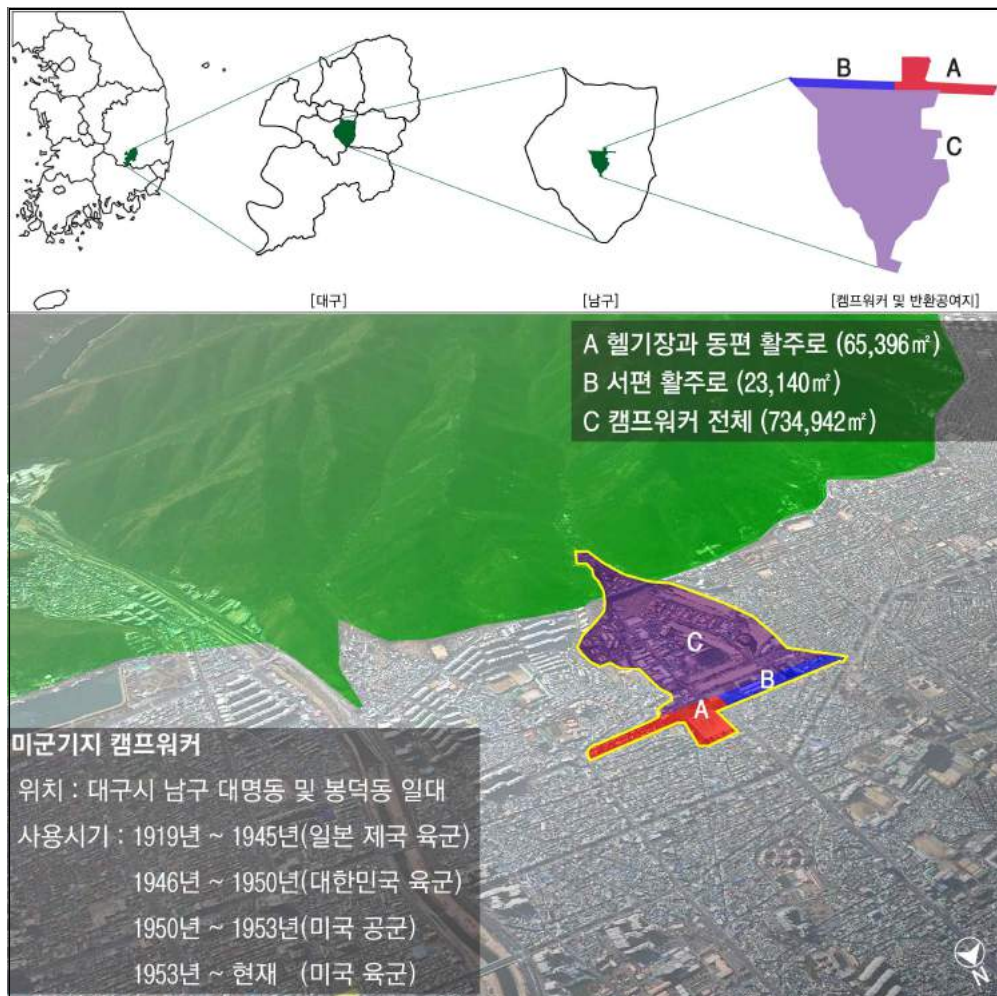 B
A
C
[대구]
[남구]
[켐프워커 및 반환공여지]
A 헬기장과 동편 활주로 (65,396㎡)
B 서편 활주로 (23,140㎡)
C 캠프워커 전체 (734,942㎡)
C
B
A
미군기지 캠프워커
위치 : 대구시 남구 대명동 및 봉덕동 일대
사용시기 : 1919년 ~ 1945년(일본 제국 육군)
1946년 ~ 1950년(대한민국 육군)
1950년 ~ 1953년(미국 공군)
1953년 ~ 현재 (미국 육군)
N